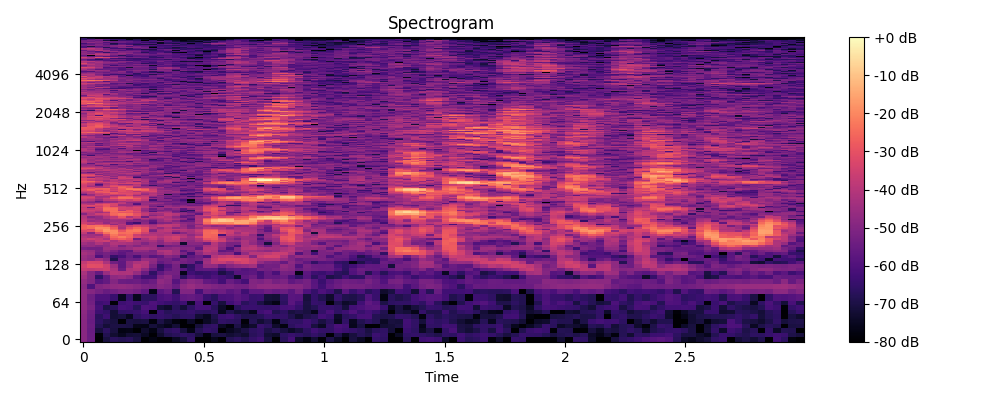 Spectrogram
Hz
4096
2048
1024
512
256
128
64
0
0
0.5
1
1.5
2
2.5
Time
+0 dB
-10 dB
-20 dB
-30 dB
-40 dB
-50 dB
-60 dB
-70 dB
-80 dB